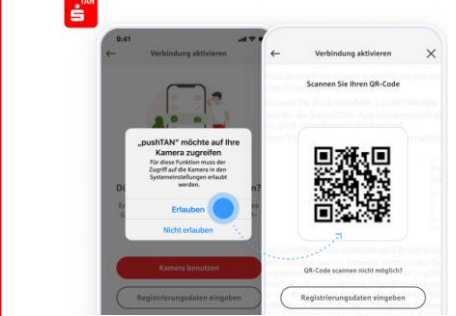 TAN
9:41
Verbindung aktivieren
„pushTAN" möchte auf Ihre
Kamera zugreifen
Für diese Funktion muss der
Zugriff auf die Kamera in den
Systemeinstellungen erlaubt
werden.
Erlauben
Nicht erlauben
Kamera benutzen
Registrierungsdaten eingeben
Verbindung aktivieren
Scannen Sie Ihren QR-Code
QR-Code scannen nicht möglich?
Registrierungsdaten eingeben